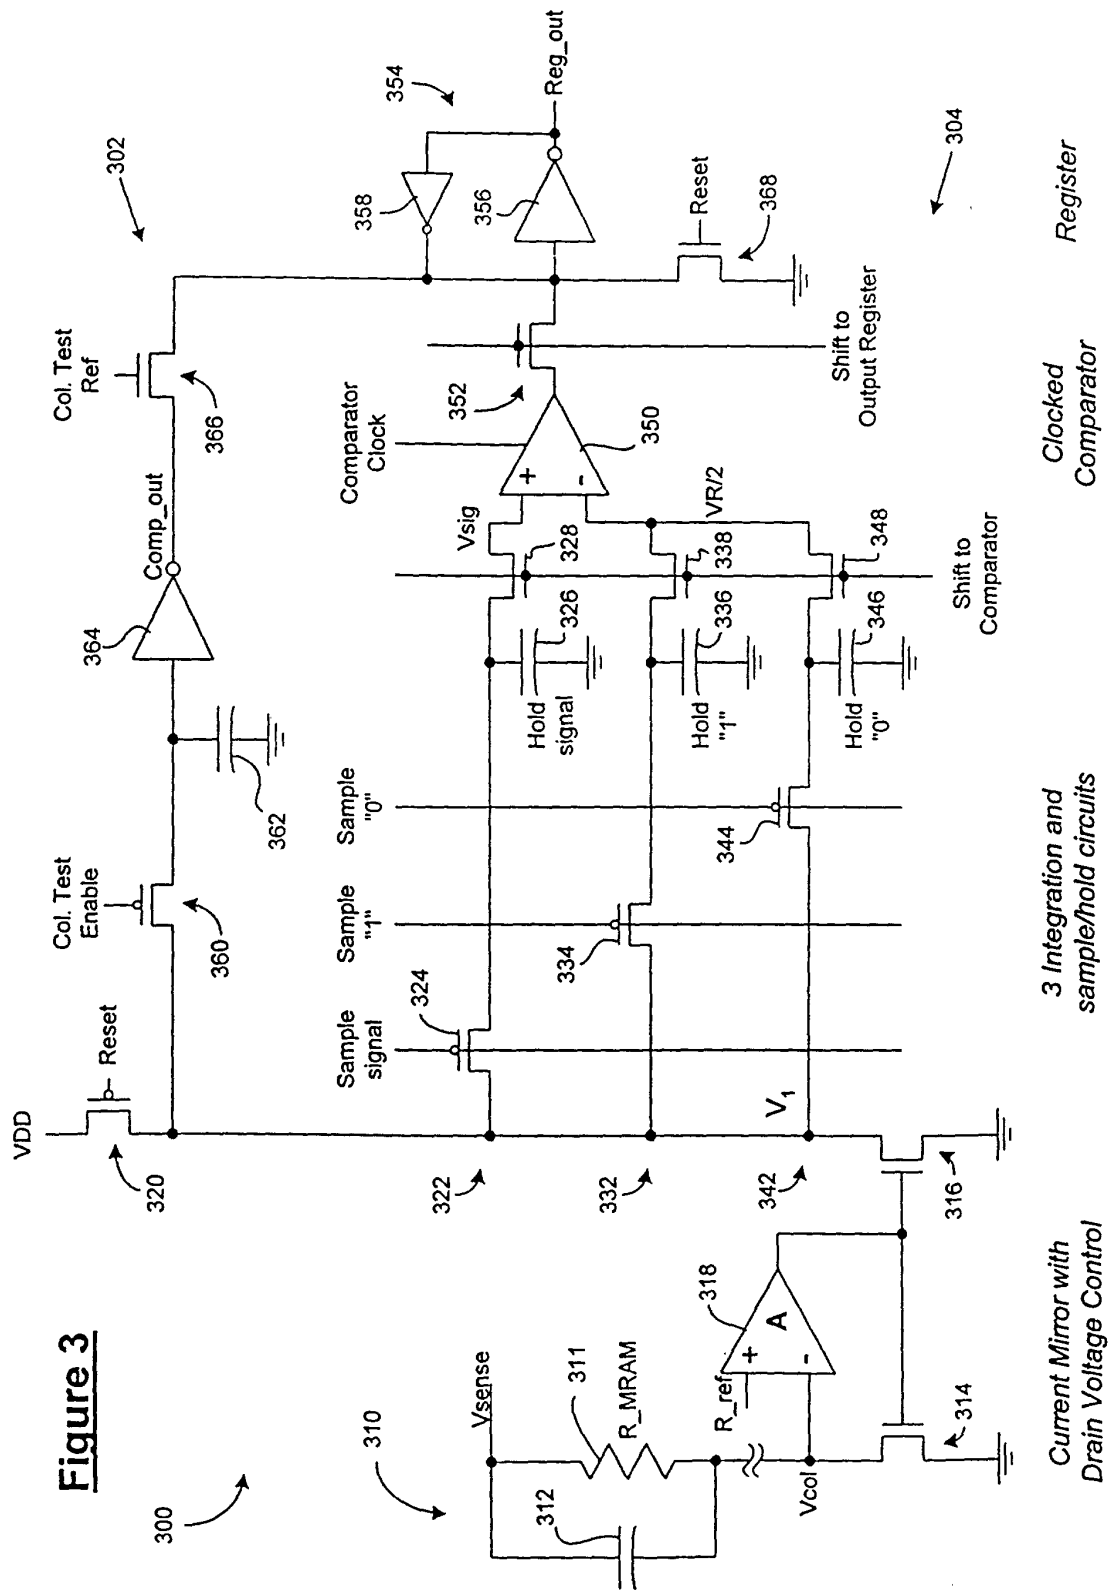 Figure 3
300
302
304
VDD
Reset
320
Col. Test
Enable
360
362
364
Comp_out
Col. Test
Ref
366
354
358
356
Reg_out
Reset
368
310
Vsense
311
R_MRAM
312
R_ref
+
-
A
318
Vcol
314
316
322
332
342
V1
Sample
signal
324
Sample
"1"
334
Sample
"0"
344
Hold
signal
326
328
Hold
"1"
336
338
Hold
"0"
346
348
Vsig
VR/2
+
-
Comparator
Clock
350
352
Shift to
Comparator
Shift to
Output Register
Current Mirror with
Drain Voltage Control
3 Integration and
sample/hold circuits
Clocked
Comparator
Register